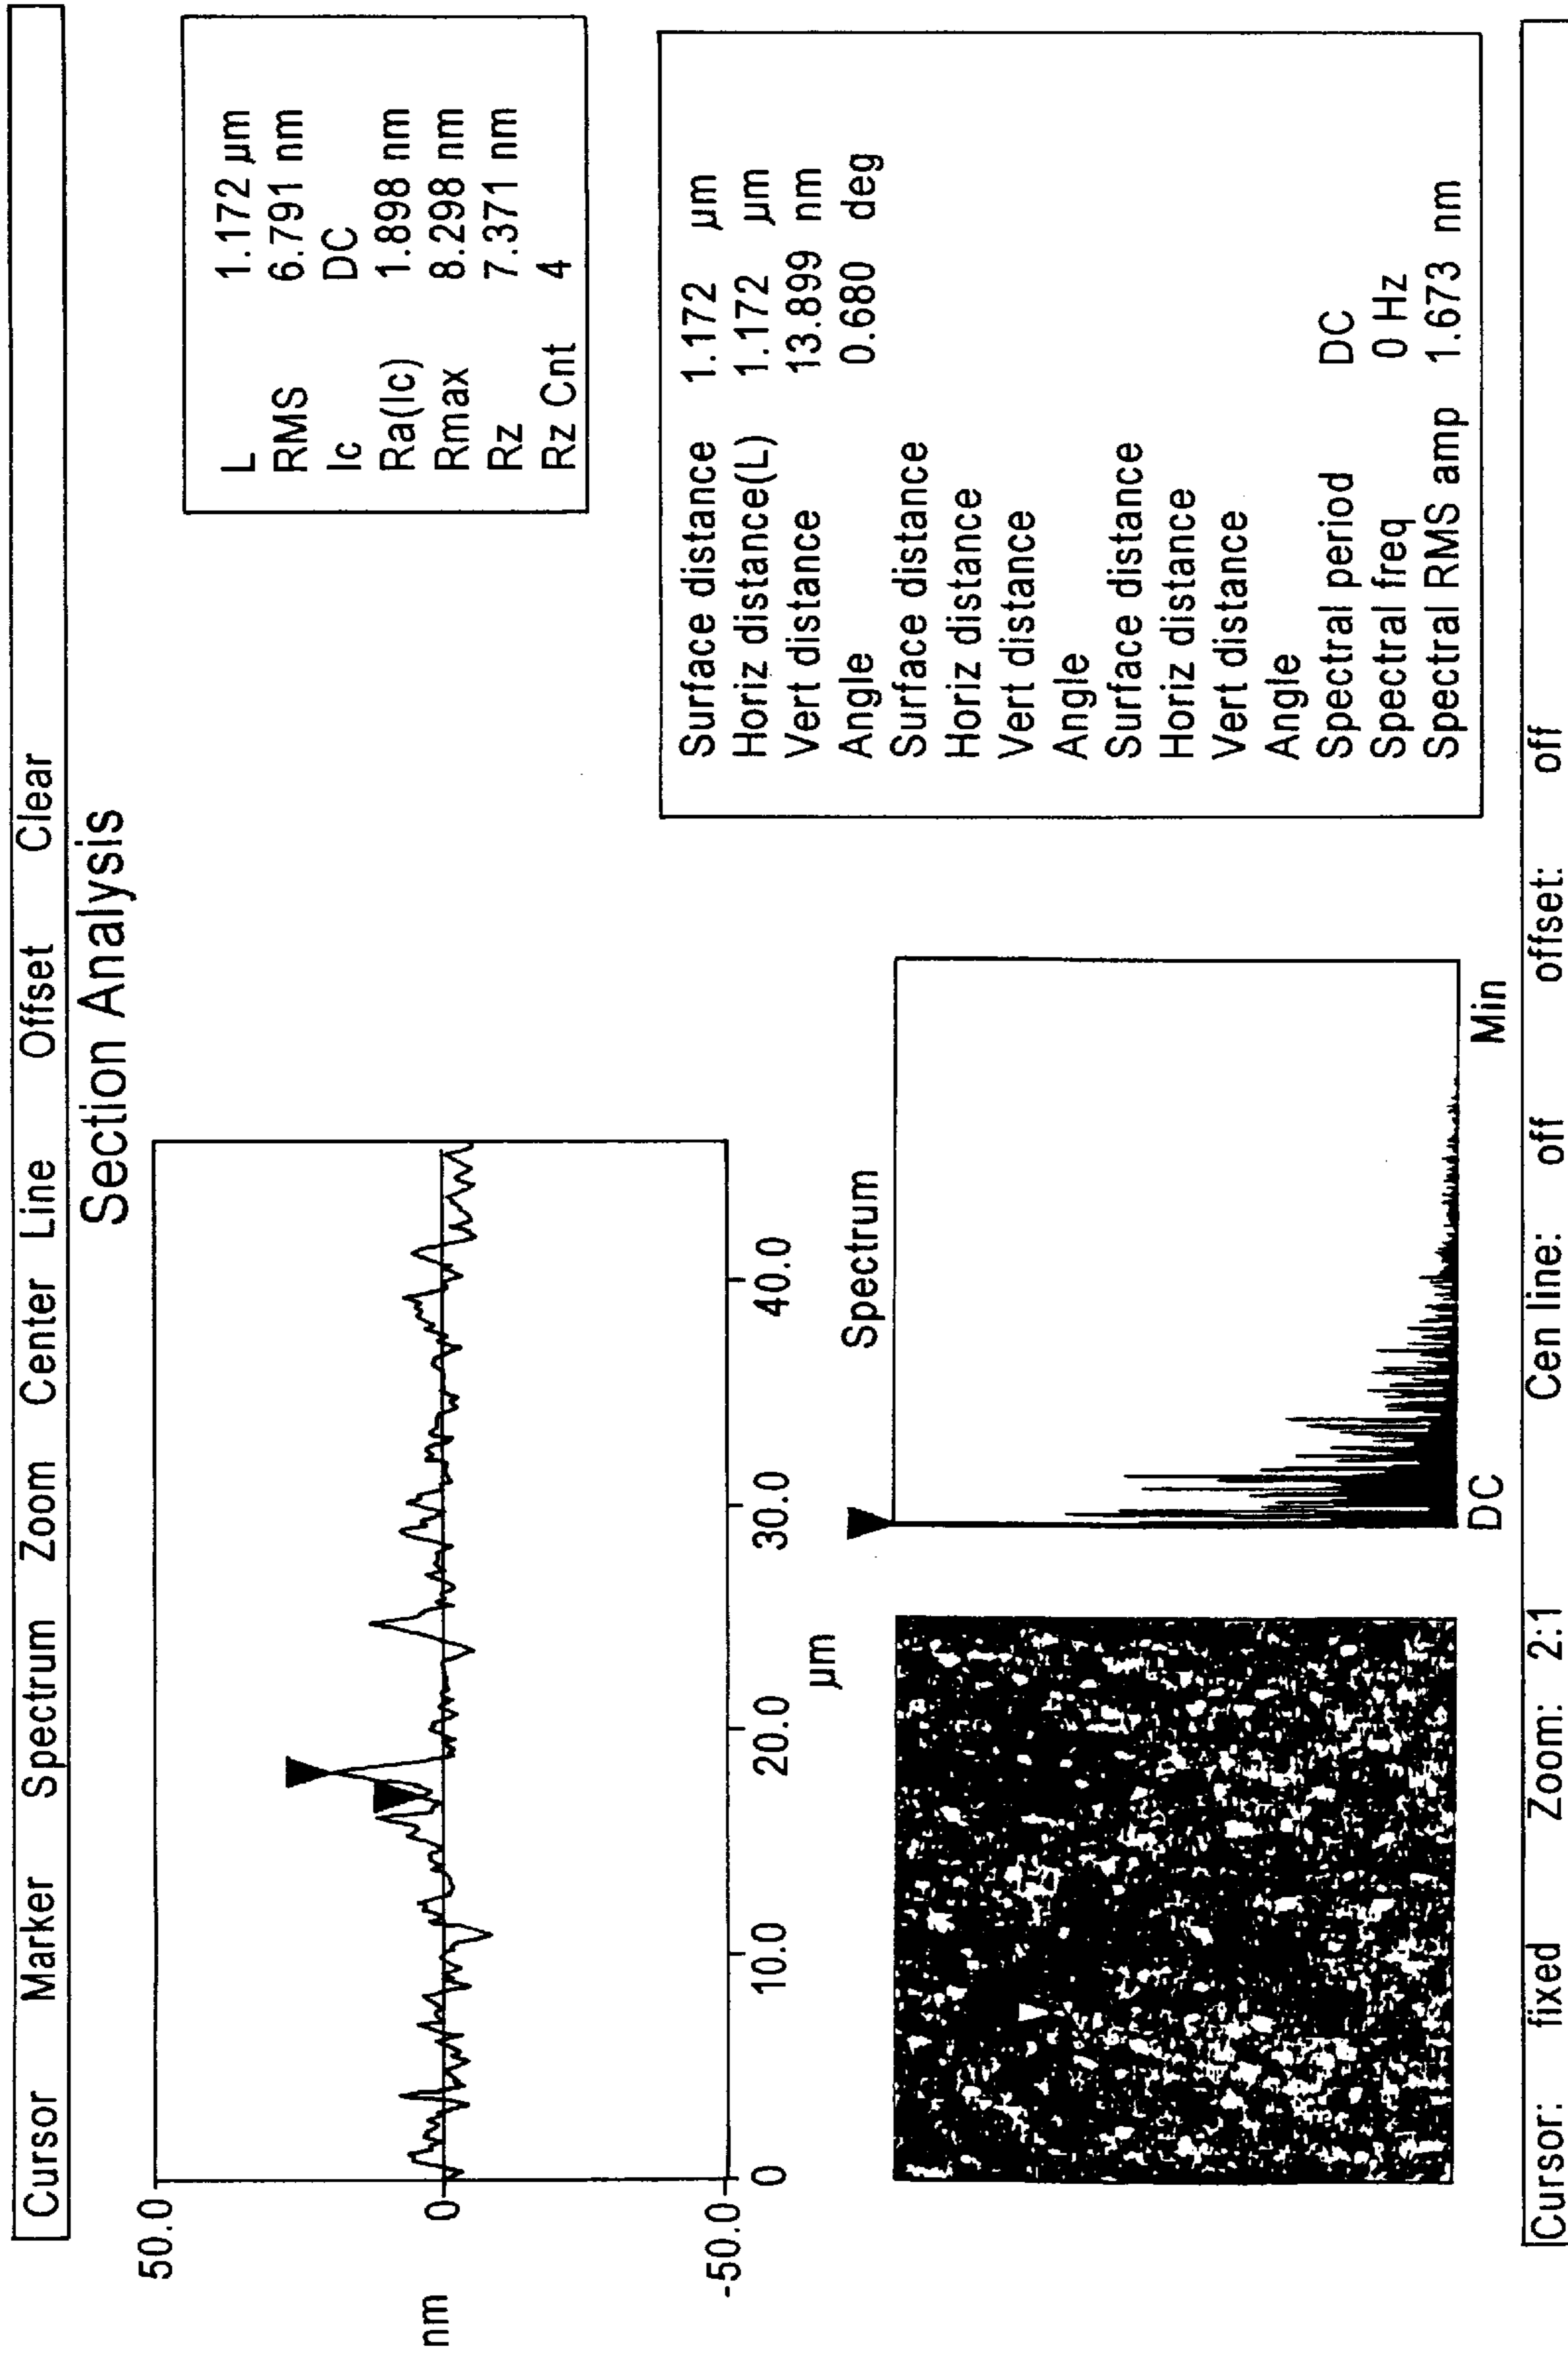 Cursor Marker Spectrum Zoom Center Line Offset Clear
Section Analysis
50.0
0
-50.0
nm
0 10.0 20.0 30.0 40.0
µm
L 1.172 µm
RMS 6.791 nm
Ic DC
Ra(Ic) 1.898 nm
Rmax 8.298 nm
Rz 7.371 nm
Rz Cnt 4
Surface distance 1.172 µm
Horiz distance(L) 1.172 µm
Vert distance 13.899 nm
Angle 0.680 deg
Surface distance
Horiz distance
Vert distance
Angle
Surface distance
Horiz distance
Vert distance
Angle
Spectral period DC
Spectral freq 0 Hz
Spectral RMS amp 1.673 nm
Spectrum
DC Min
Cursor: fixed Zoom: 2:1 Cen line: off offset: off